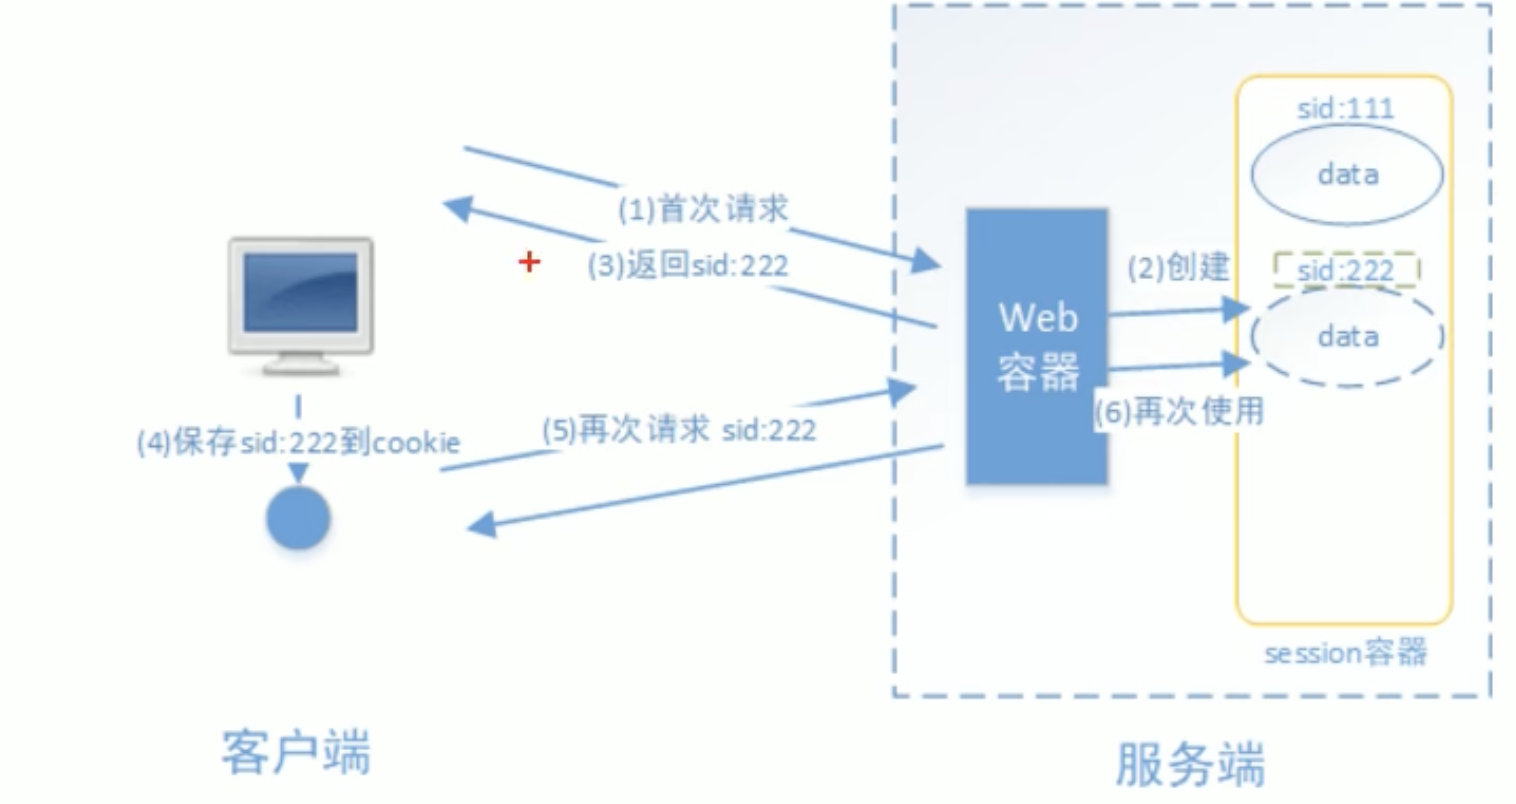 sid:111
data
(1)首次请求
(3)返回sid:222
(2)创建
sid:222
data
Web
容器
(6)再次使用
(5)再次请求 sid:222
(4)保存sid:222到cookie
session容器
客户端
服务端